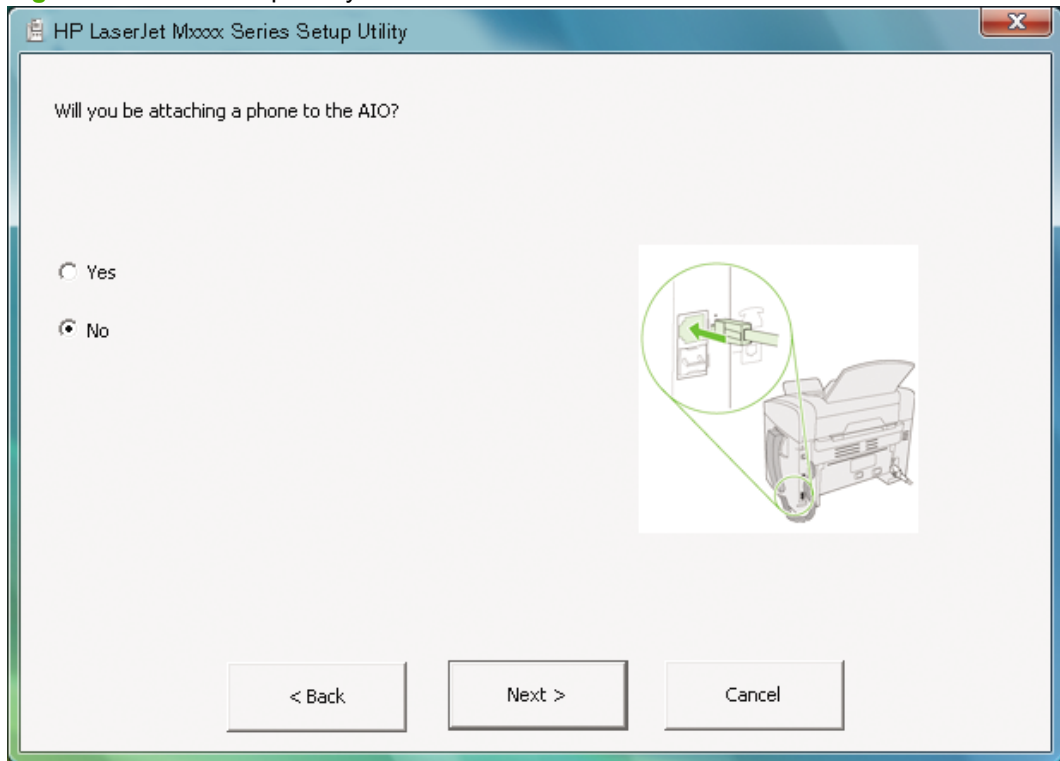 HP LaserJet Mxxxx Series Setup Utility
X
Will you be attaching a phone to the AIO?
Yes
No
< Back
Next >
Cancel